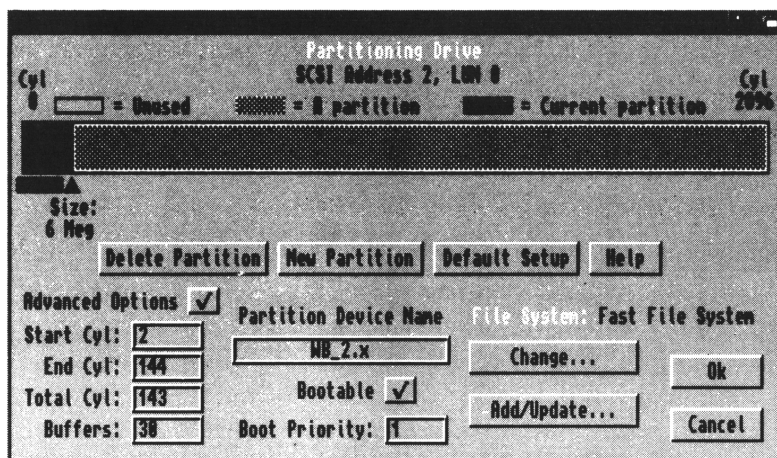 Partitioning Drive
SCSI Address 2, LUN 0
Cyl
0
= Unused
= A partition
= Current partition
Cyl
2096
Size:
6 Meg
Delete Partition
New Partition
Default Setup
Help
Advanced Options
Start Cyl: 2
End Cyl: 144
Total Cyl: 143
Buffers: 30
Partition Device Name
WB_2.x
Bootable
Boot Priority: 1
File System: Fast File System
Change...
Add/Update...
Ok
Cancel